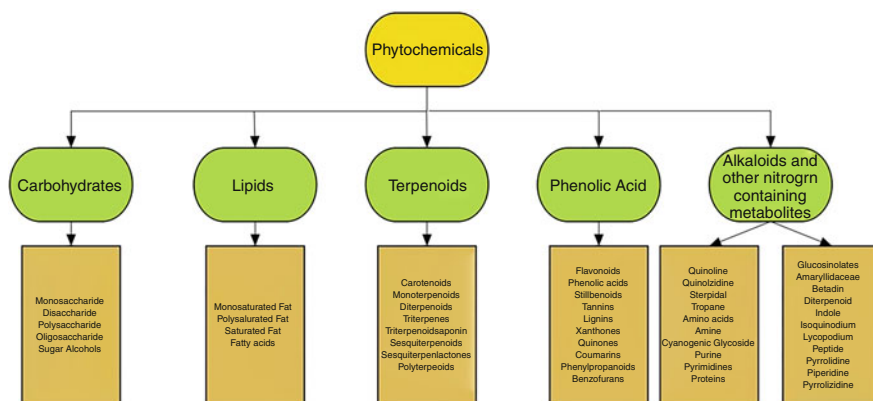 Phytochemicals
Carbohydrates
Lipids
Terpenoids
Phenolic Acid
Alkaloids and
other nitrogrn
containing
metabolites
Monosaccharide
Disaccharide
Polysaccharide
Oligosaccharide
Sugar Alcohols
Monosaturated Fat
Polysalurated Fat
Saturated Fat
Fatty acids
Carotenoids
Monoterpenoids
Diterpenoids
Triterpenes
Triterpenoidsaponin
Sesquiterpenoids
Sesquiterpenlactones
Polyterpeoids
Flavonoids
Phenolic acids
Stillbenoids
Tannins
Lignins
Xanthones
Quinones
Coumarins
Phenylpropanoids
Benzofurans
Quinoline
Quinolzidine
Sterpidal
Tropane
Amino acids
Amine
Cyanogenic Glycoside
Purine
Pyrimidines
Proteins
Glucosinolates
Amaryllidaceae
Betadin
Diterpenoid
Indole
Isoquinodium
Lycopodium
Peptide
Pyrrolidine
Piperidine
Pyrrolizidine